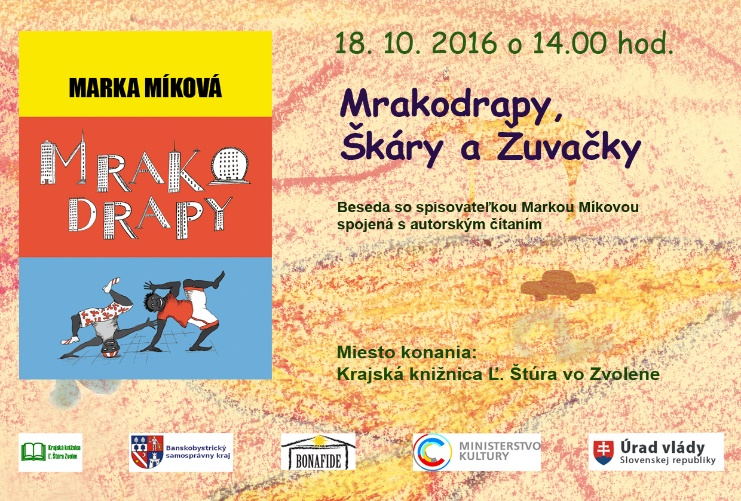 18. 10. 2016 o 14.00 hod.
MARKA MÍKOVÁ
MRAKO
DRAPY
Mrakodrapy,
Škáry a Žuvačky
Beseda so spisovateľkou Markou Míkovou
spojená s autorským čítaním
Miesto konania:
Krajská knižnica Ľ. Štúra vo Zvolene
Krajská knižnica
Ľ. Štúra Zvolen
Banskobystrický
samosprávny kraj
BONAFIDE
MINISTERSTVO
KULTURY
Úrad vlády
Slovenskej republiky